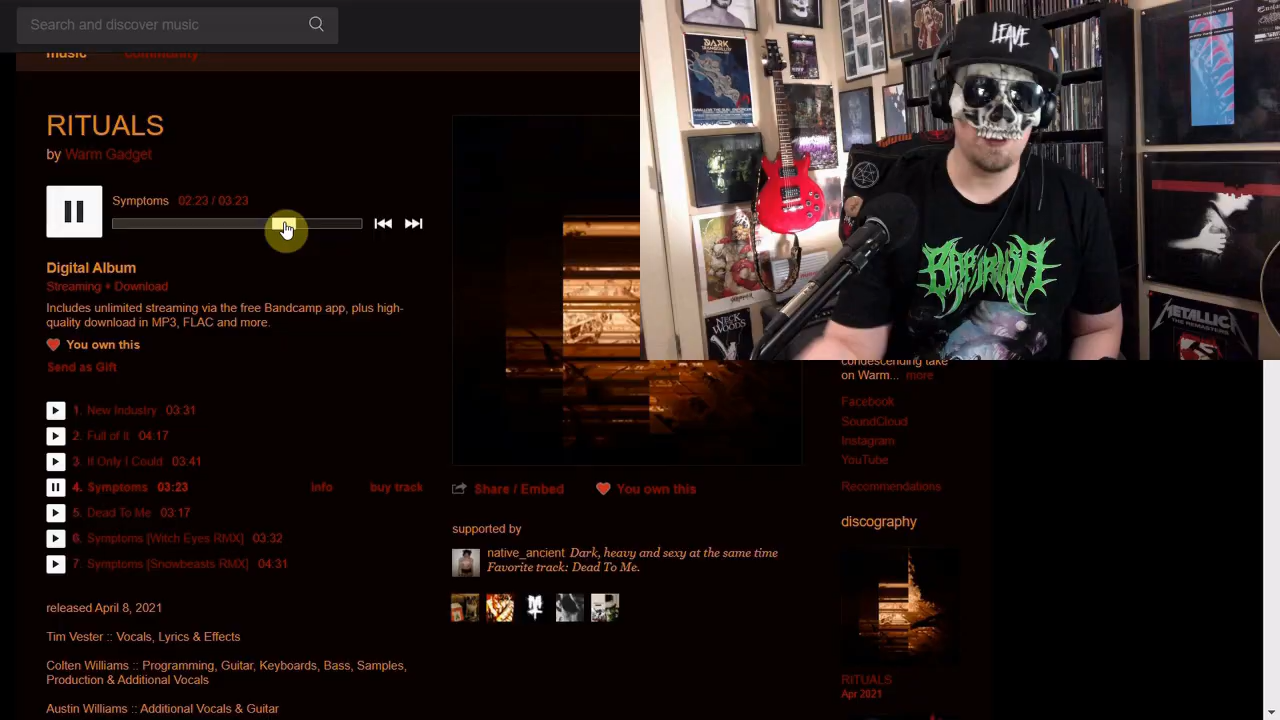 Search and discover music
music community
RITUALS
by Warm Gadget
Symptoms 02:23 / 03:23
Digital Album
Streaming + Download
Includes unlimited streaming via the free Bandcamp app, plus high-
quality download in MP3, FLAC and more.
You own this
Send as Gift
1. New Industry 03:31
2. Full of It 04:17
3. If Only I Could 03:41
4. Symptoms 03:23 info buy track
5. Dead To Me 03:17
6. Symptoms [Witch Eyes RMX] 03:32
7. Symptoms [Snowbeasts RMX] 04:31
released April 8, 2021
Tim Vester :: Vocals, Lyrics & Effects
Colten Williams :: Programming, Guitar, Keyboards, Bass, Samples,
Production & Additional Vocals
Austin Williams :: Additional Vocals & Guitar
Share / Embed You own this
supported by
native_ancient Dark, heavy and sexy at the same time
Favorite track: Dead To Me.
condescending take
on Warm... more
Facebook
SoundCloud
Instagram
YouTube
Recommendations
discography
RITUALS
Apr 2021
LEAVE
DARK
TRANQUILLITY
NECK
WOODS
METALLICA
THE REMASTERS